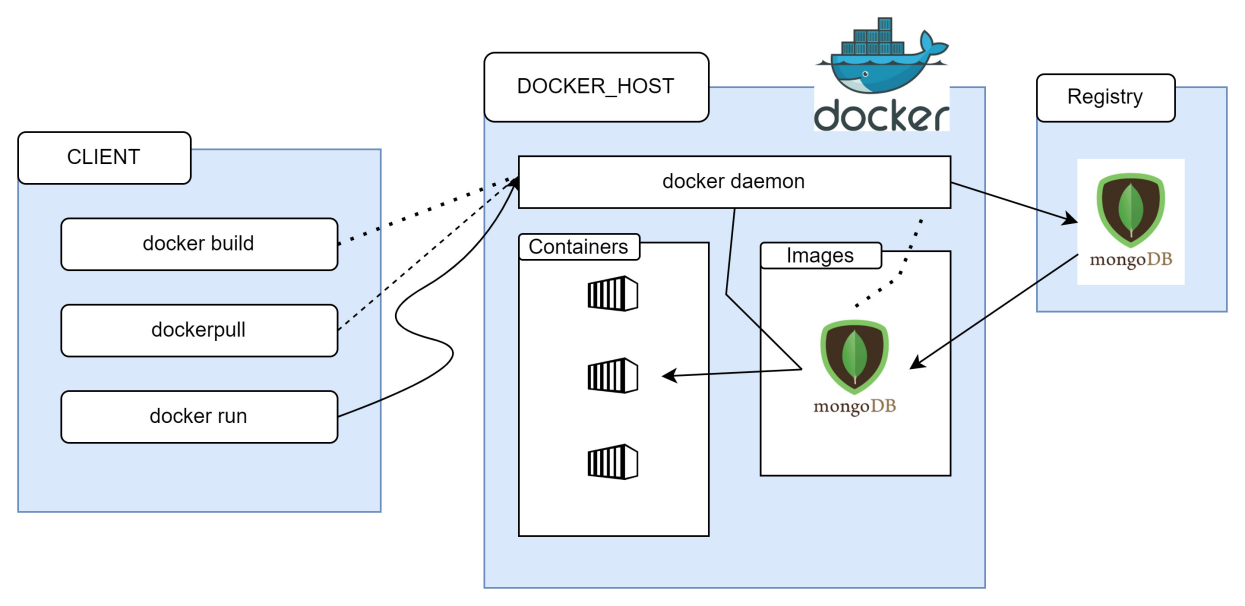 CLIENT
docker build
dockerpull
docker run
DOCKER_HOST
docker
docker daemon
Containers
Images
mongoDB
Registry
mongoDB